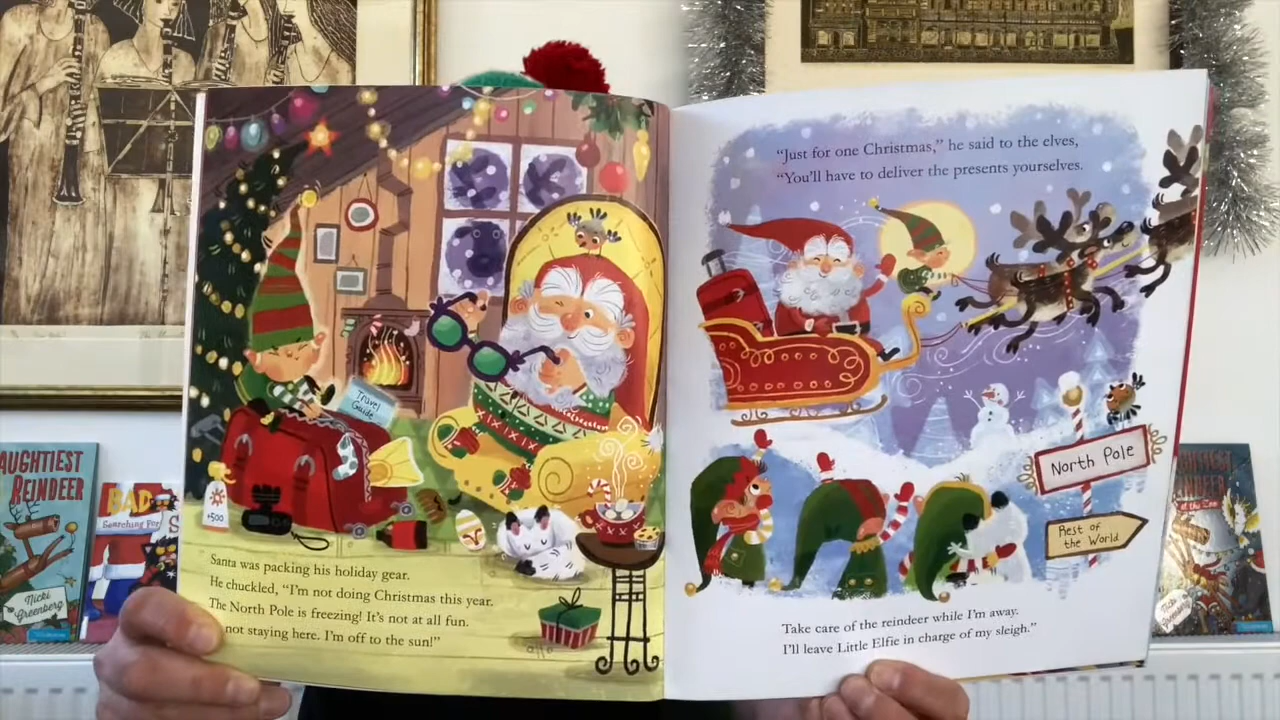 Travel
Guide
+500
Santa was packing his holiday gear.
He chuckled, "I'm not doing Christmas this year.
The North Pole is freezing! It's not at all fun.
not staying here. I'm off to the sun!"
"Just for one Christmas," he said to the elves,
"You'll have to deliver the presents yourselves.
North Pole
Rest of
the World
Take care of the reindeer while I'm away.
I'll leave Little Elfie in charge of my sleigh."
AUGHTIEST
REINDEER
Nicki
Greenberg
BAD
Searching For